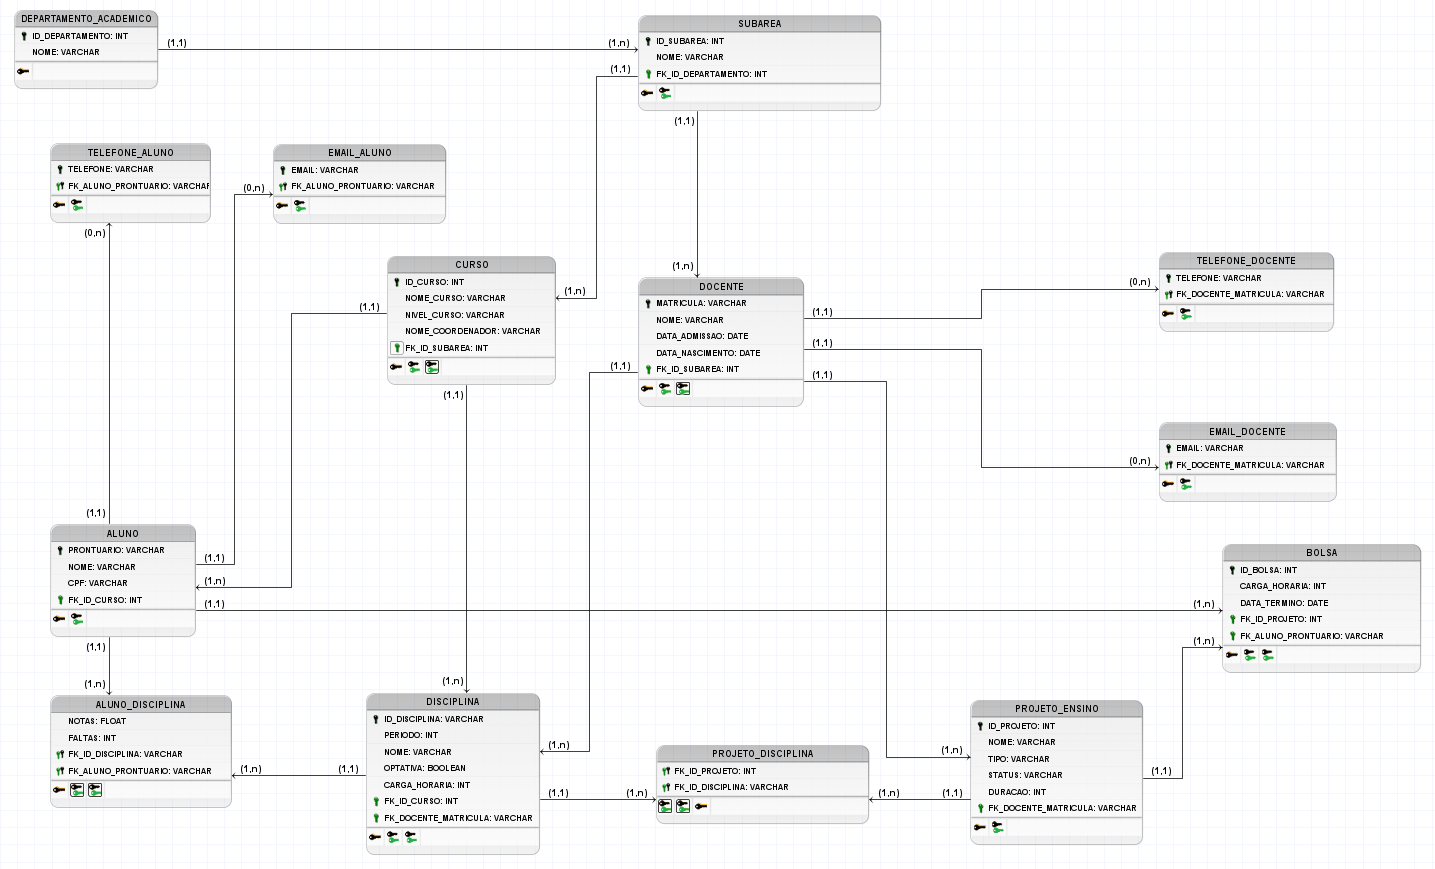 DEPARTAMENTO_ACADEMICO
ID_DEPARTAMENTO: INT
NOME: VARCHAR
(1,1)
(1,n)
SUBAREA
ID_SUBAREA: INT
NOME: VARCHAR
FK_ID_DEPARTAMENTO: INT
(1,1)
(1,1)
TELEFONE_ALUNO
TELEFONE: VARCHAR
FK_ALUNO_PRONTUARIO: VARCHAR
(0,n)
EMAIL_ALUNO
EMAIL: VARCHAR
FK_ALUNO_PRONTUARIO: VARCHAR
(0,n)
CURSO
ID_CURSO: INT
NOME_CURSO: VARCHAR
NIVEL_CURSO: VARCHAR
NOME_COORDENADOR: VARCHAR
FK_ID_SUBAREA: INT
(1,n)
(1,1)
(1,1)
(1,n)
DOCENTE
MATRICULA: VARCHAR
NOME: VARCHAR
DATA_ADMISSAO: DATE
DATA_NASCIMENTO: DATE
FK_ID_SUBAREA: INT
(1,1)
(1,1)
(1,1)
(1,1)
TELEFONE_DOCENTE
TELEFONE: VARCHAR
FK_DOCENTE_MATRICULA: VARCHAR
(0,n)
EMAIL_DOCENTE
EMAIL: VARCHAR
FK_DOCENTE_MATRICULA: VARCHAR
(0,n)
(1,1)
ALUNO
PRONTUARIO: VARCHAR
NOME: VARCHAR
CPF: VARCHAR
FK_ID_CURSO: INT
(1,1)
(1,n)
(1,1)
(1,1)
(1,n)
BOLSA
ID_BOLSA: INT
CARGA_HORARIA: INT
DATA_TERMINO: DATE
FK_ID_PROJETO: INT
FK_ALUNO_PRONTUARIO: VARCHAR
(1,n)
(1,n)
ALUNO_DISCIPLINA
NOTAS: FLOAT
FALTAS: INT
FK_ID_DISCIPLINA: VARCHAR
FK_ALUNO_PRONTUARIO: VARCHAR
(1,n)
(1,1)
(1,n)
DISCIPLINA
ID_DISCIPLINA: VARCHAR
PERIODO: INT
NOME: VARCHAR
OPTATIVA: BOOLEAN
CARGA_HORARIA: INT
FK_ID_CURSO: INT
FK_DOCENTE_MATRICULA: VARCHAR
(1,n)
(1,1)
(1,n)
PROJETO_DISCIPLINA
FK_ID_PROJETO: INT
FK_ID_DISCIPLINA: VARCHAR
(1,n)
(1,1)
(1,n)
PROJETO_ENSINO
ID_PROJETO: INT
NOME: VARCHAR
TIPO: VARCHAR
STATUS: VARCHAR
DURACAO: INT
FK_DOCENTE_MATRICULA: VARCHAR
(1,1)